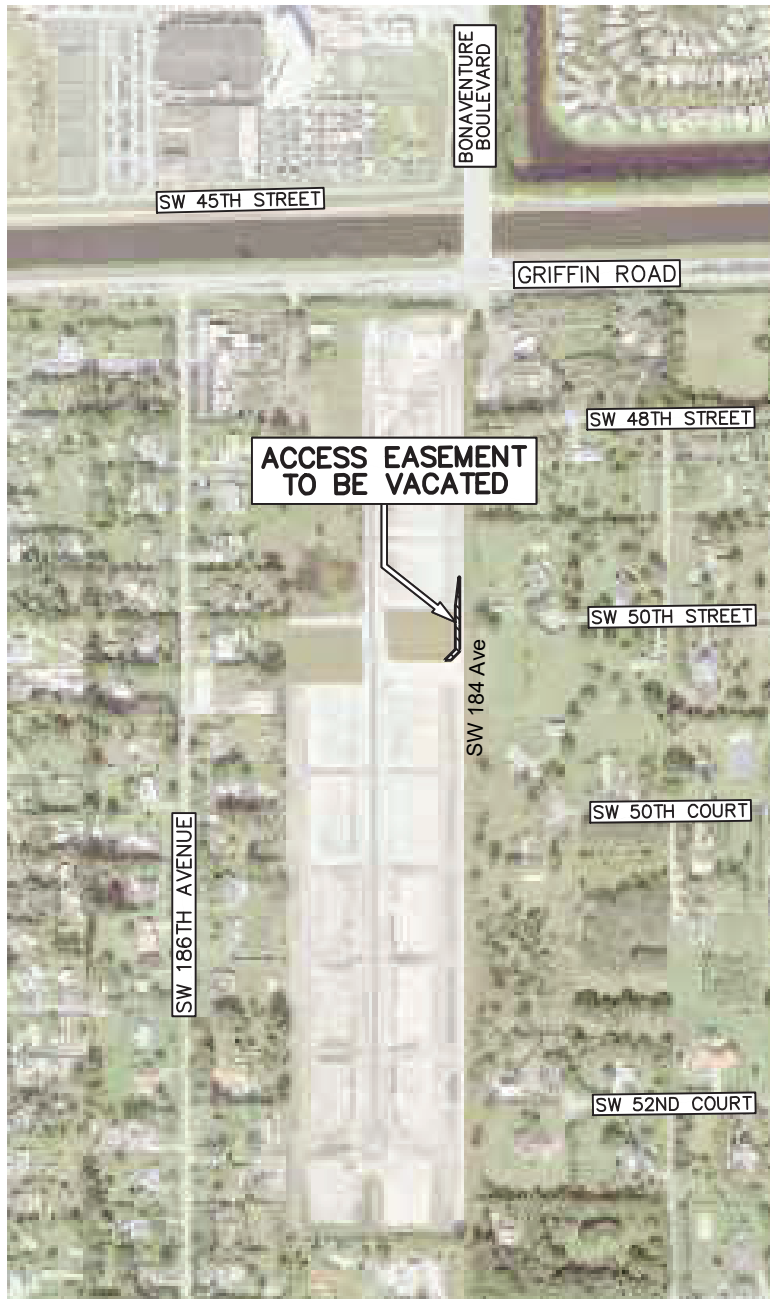 BONAVENTURE
BOULEVARD
SW 45TH STREET
GRIFFIN ROAD
SW 48TH STREET
ACCESS EASEMENT
TO BE VACATED
SW 50TH STREET
SW 184 Ave
SW 50TH COURT
SW 186TH AVENUE
SW 52ND COURT